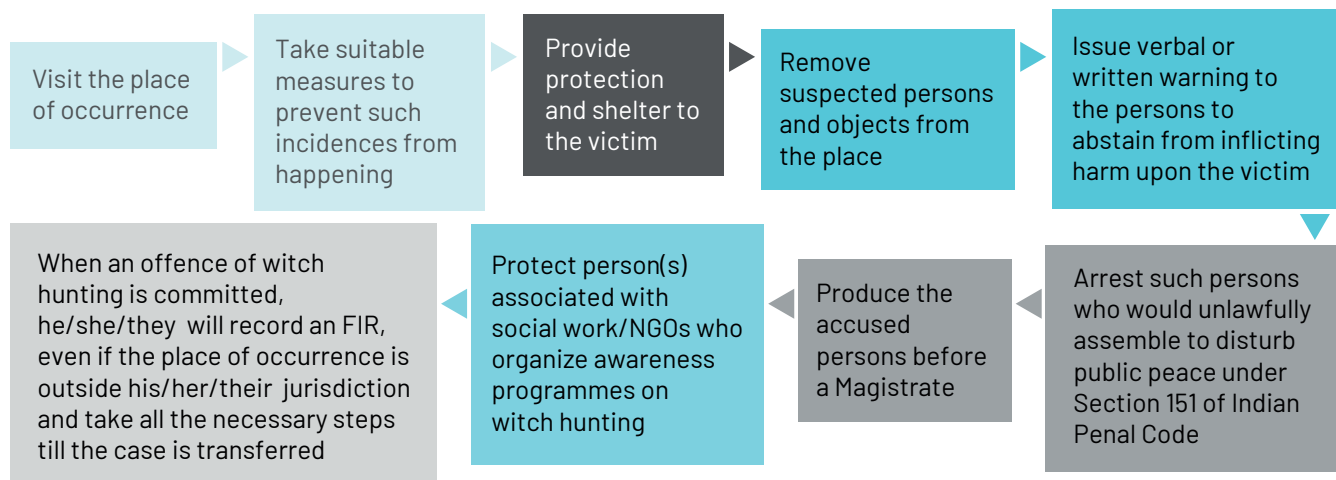 Visit the place
of occurrence
Take suitable
measures to
prevent such
incidences from
happening
Provide
protection
and shelter to
the victim
Remove
suspected persons
and objects from
the place
Issue verbal or
written warning to
the persons to
abstain from inflicting
harm upon the victim
Arrest such persons
who would unlawfully
assemble to disturb
public peace under
Section 151 of Indian
Penal Code
Produce the
accused
persons before
a Magistrate
Protect person(s)
associated with
social work/NGOs who
organize awareness
programmes on
witch hunting
When an offence of witch
hunting is committed,
he/she/they will record an FIR,
even if the place of occurrence is
outside his/her/their jurisdiction
and take all the necessary steps
till the case is transferred